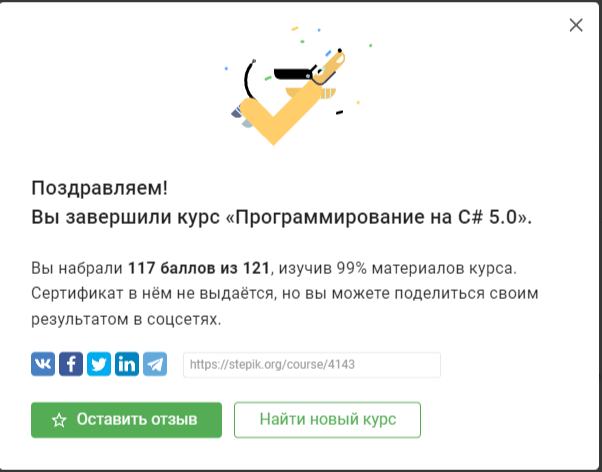 Поздравляем!
Вы завершили курс «Программирование на C# 5.0».
Вы набрали 117 баллов из 121, изучив 99% материалов курса.
Сертификат в нём не выдаётся, но вы можете поделиться своим
результатом в соцсетях.
https://stepik.org/course/4143
Оставить отзыв
Найти новый курс